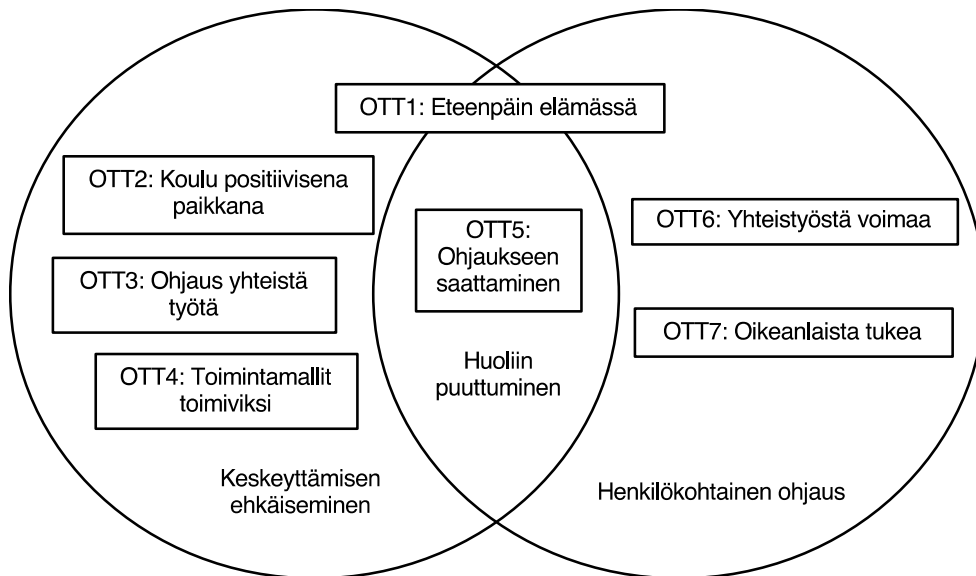 OTT1: Eteenpäin elämässä
OTT2: Koulu positiivisena
paikkana
OTT3: Ohjaus yhteistä
työtä
OTT4: Toimintamallit
toimiviksi
Keskeyttämisen
ehkäiseminen
OTT5:
Ohjaukseen
saattaminen
Huoliin
puuttuminen
OTT6: Yhteistyöstä voimaa
OTT7: Oikeanlaista tukea
Henkilökohtainen ohjaus